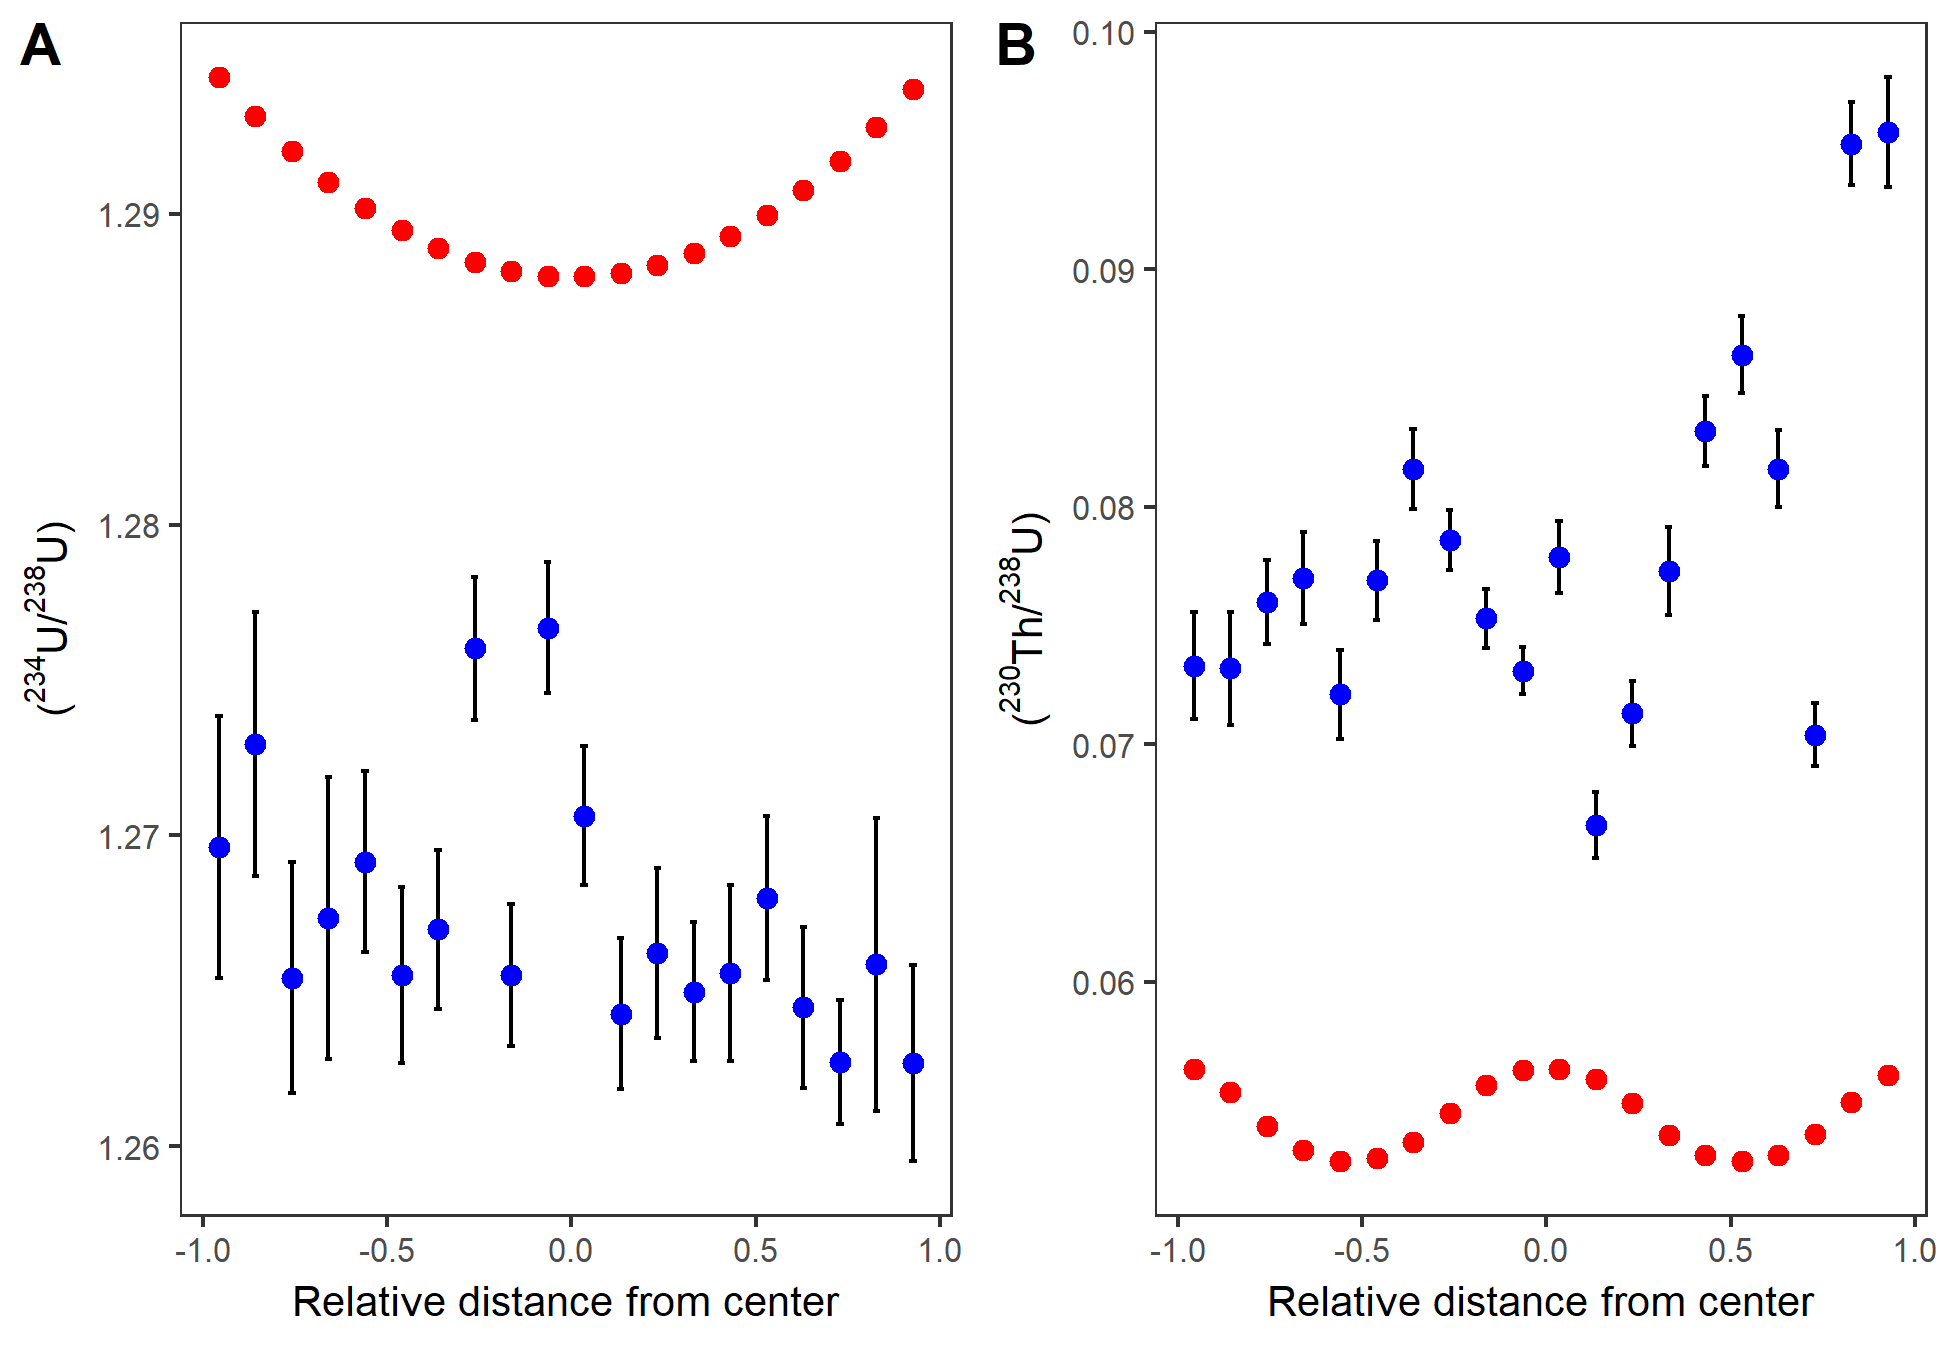 A
1.29
1.28
1.27
1.26
(²³⁴U/²³⁸U)
-1.0 -0.5 0.0 0.5 1.0
Relative distance from center
B
0.10
0.09
0.08
0.07
0.06
(²³⁰Th/²³⁸U)
-1.0 -0.5 0.0 0.5 1.0
Relative distance from center